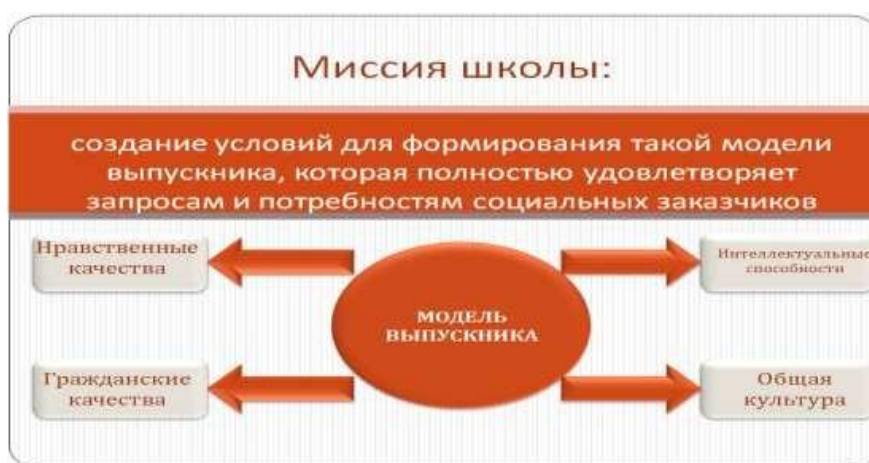 Миссия школы:
создание условий для формирования такой модели
выпускника, которая полностью удовлетворяет
запросам и потребностям социальных заказчиков
Нравственные
качества
Интеллектуальные
способности
МОДЕЛЬ
ВЫПУСКНИКА
Гражданские
качества
Общая
культура